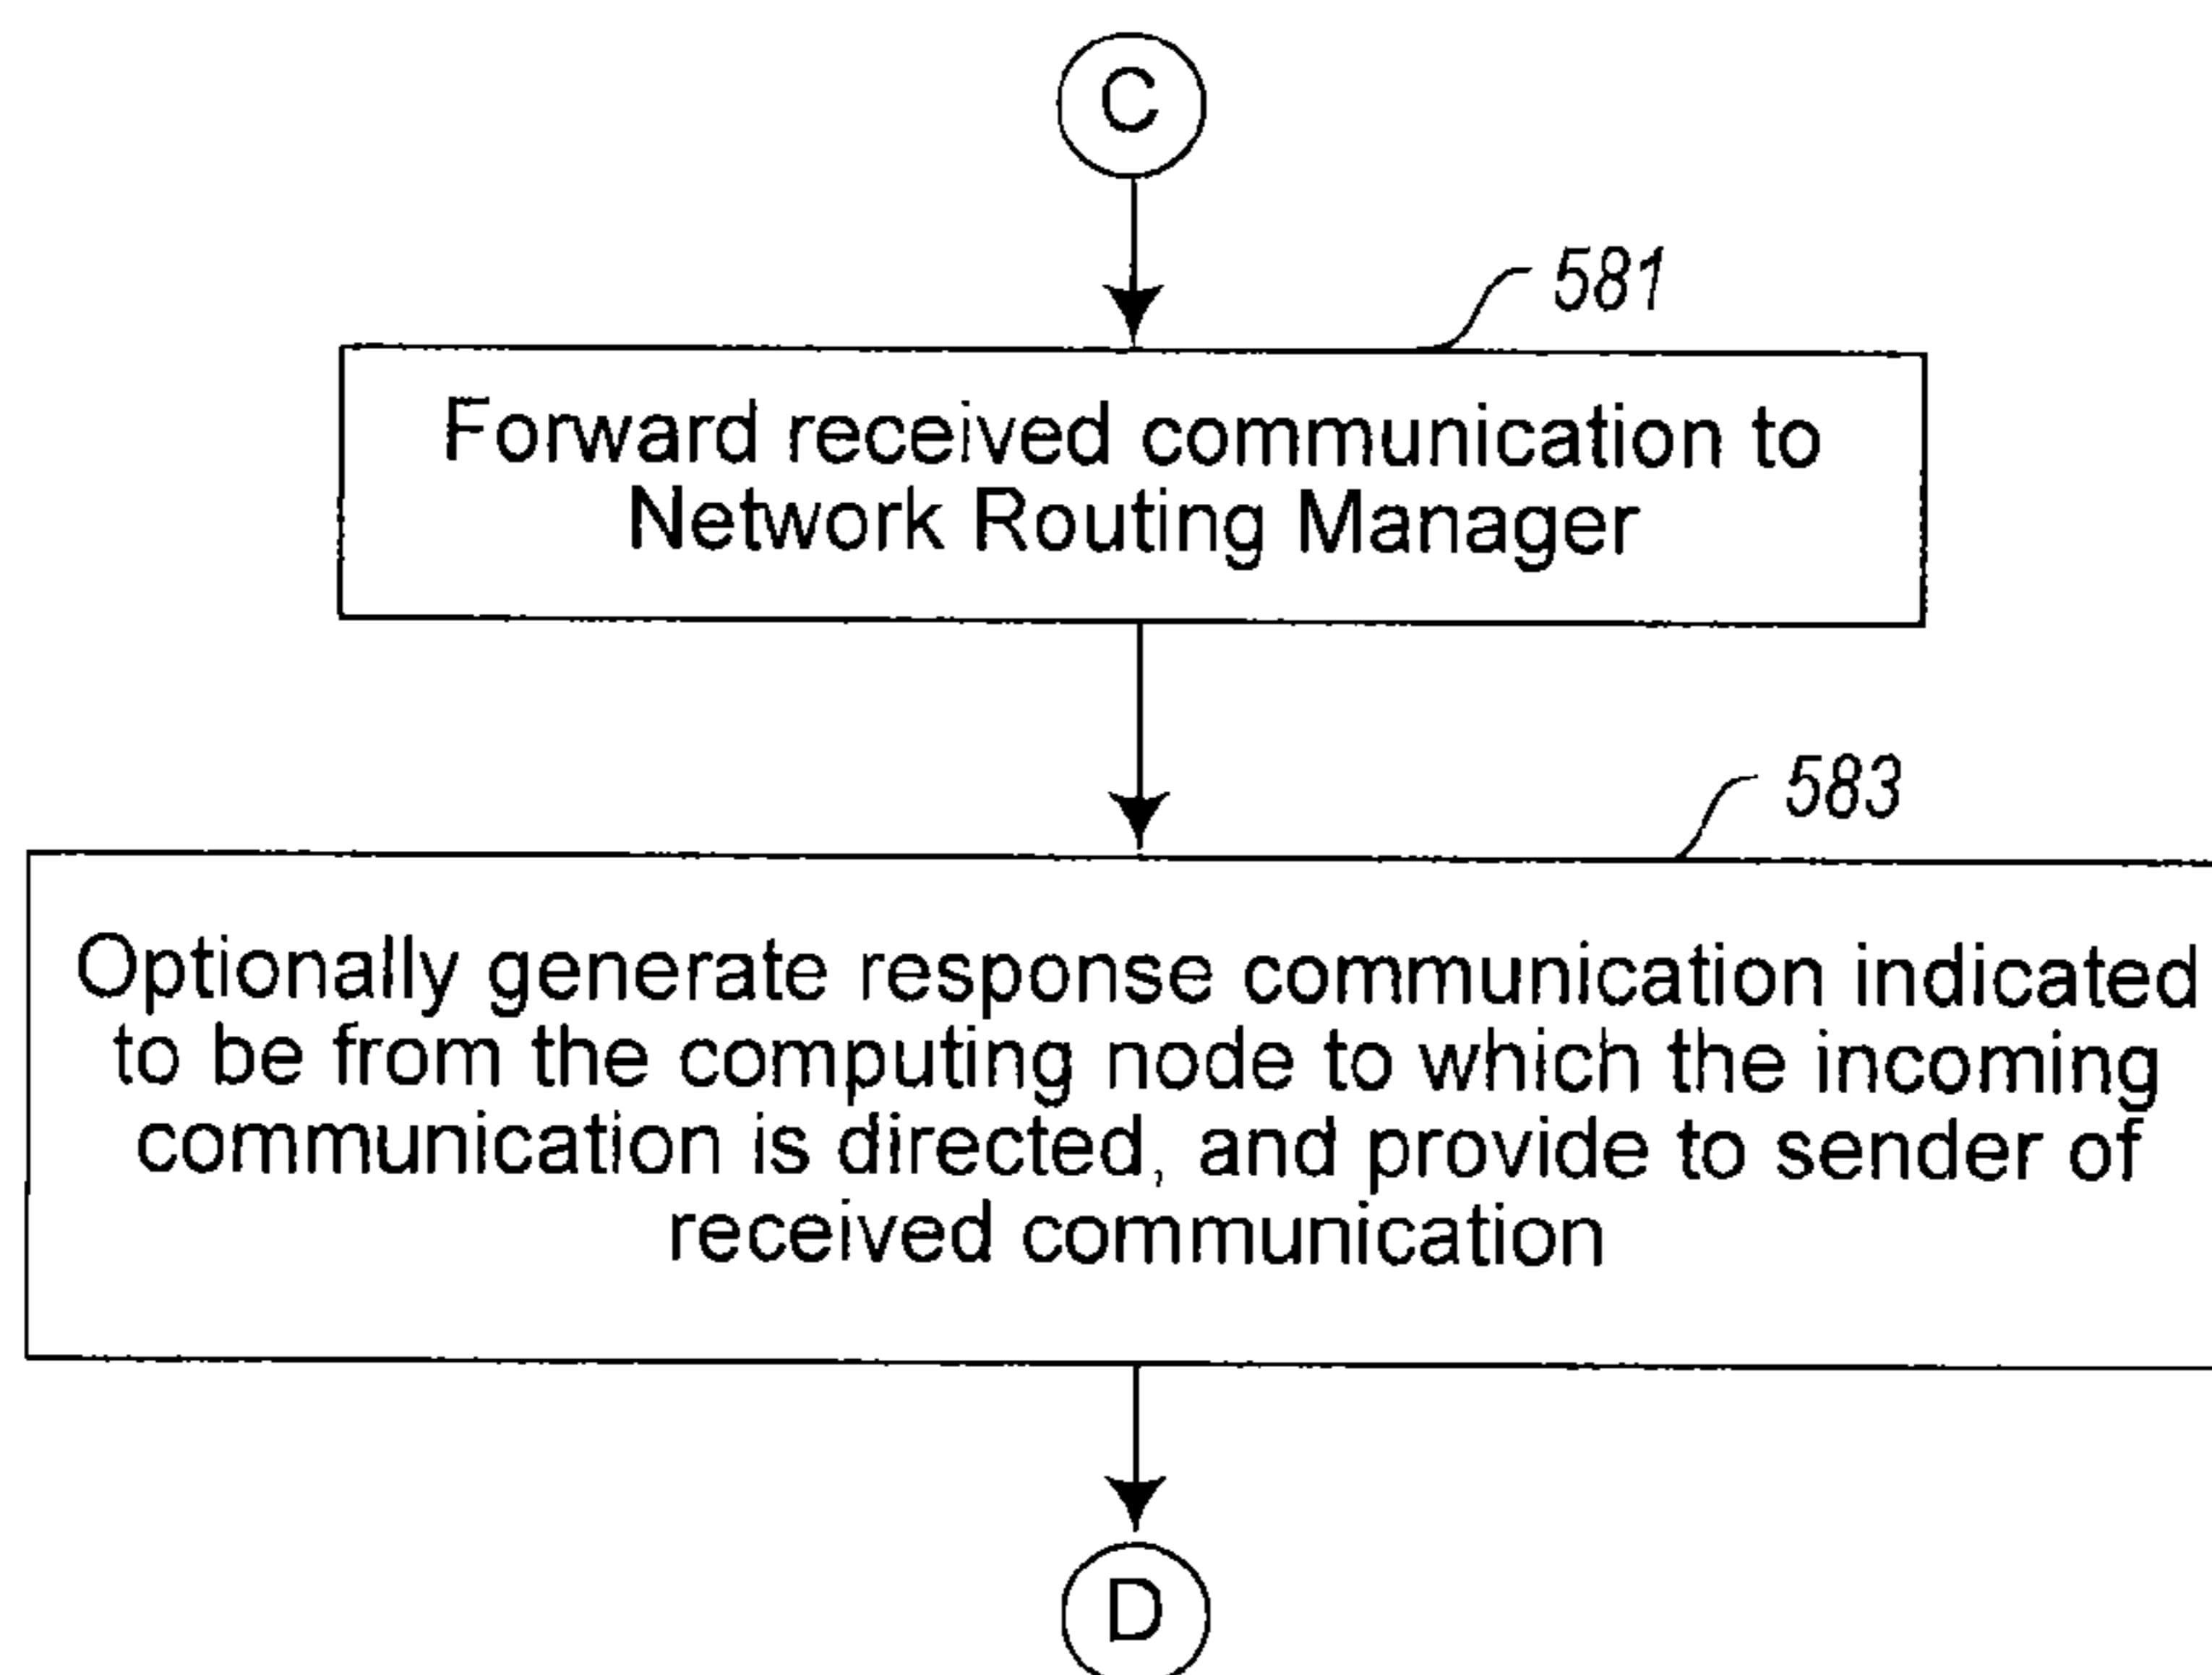 C
581
Forward received communication to
Network Routing Manager
583
Optionally generate response communication indicated
to be from the computing node to which the incoming
communication is directed, and provide to sender of
received communication
D